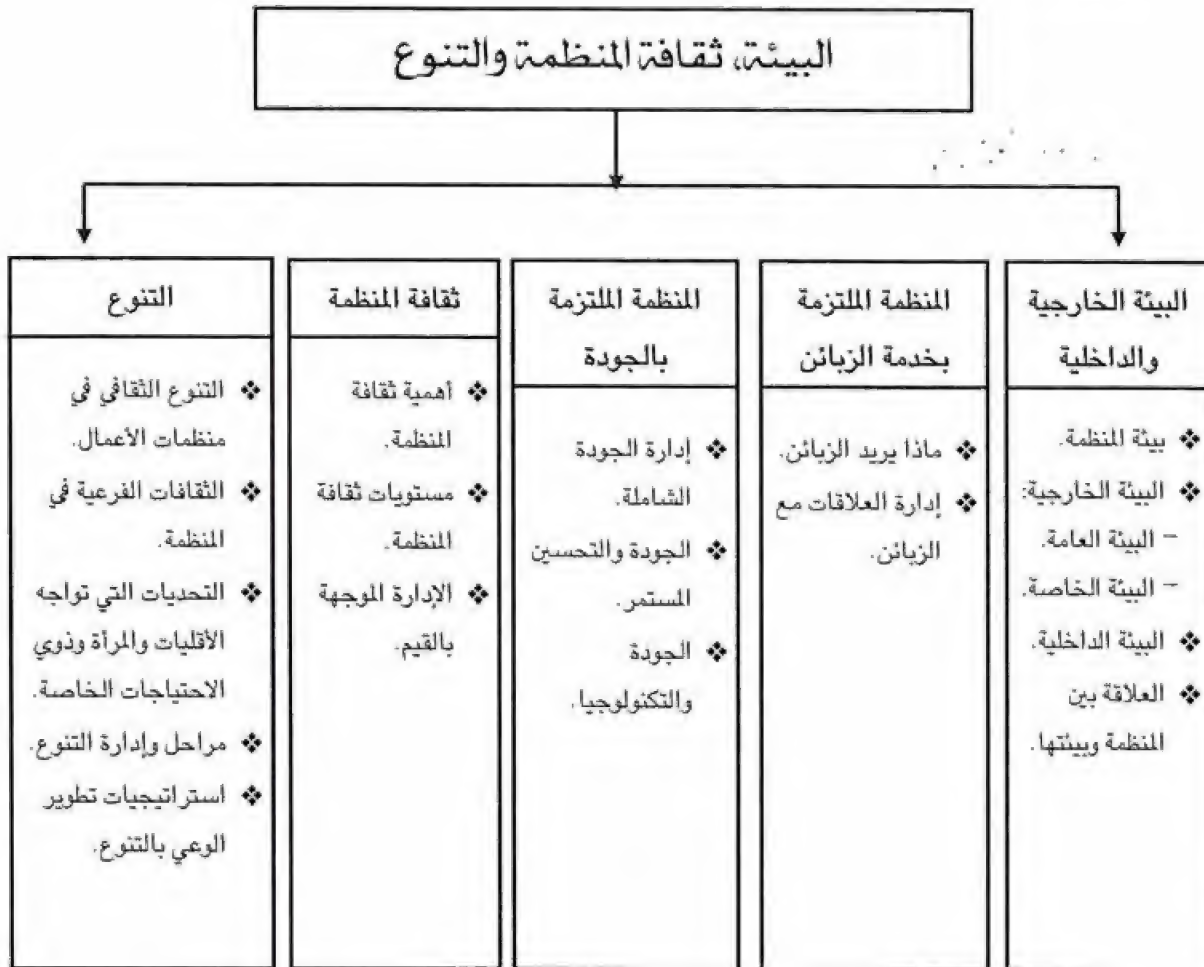 البيئة، ثقافة المنظمة والتنوع
البيئة الخارجية
والداخلية
❖ بيئة المنظمة.
❖ البيئة الخارجية:
– البيئة العامة.
– البيئة الخاصة.
❖ البيئة الداخلية.
❖ العلاقة بين
المنظمة وبيئتها.
المنظمة الملتزمة
بخدمة الزبائن
❖ ماذا يريد الزبائن.
❖ إدارة العلاقات مع
الزبائن.
المنظمة الملتزمة
بالجودة
❖ إدارة الجودة
الشاملة.
❖ الجودة والتحسين
المستمر.
❖ الجودة
والتكنولوجيا.
ثقافة المنظمة
❖ أهمية ثقافة
المنظمة.
❖ مستويات ثقافة
المنظمة.
❖ الإدارة الموجهة
بالقيم.
التنوع
❖ التنوع الثقافي في
منظمات الأعمال.
❖ الثقافات الفرعية في
المنظمة.
❖ التحديات التي تواجه
الأقليات والمرأة وذوي
الاحتياجات الخاصة.
❖ مراحل وإدارة التنوع.
❖ استراتيجيات تطوير
الوعي بالتنوع.